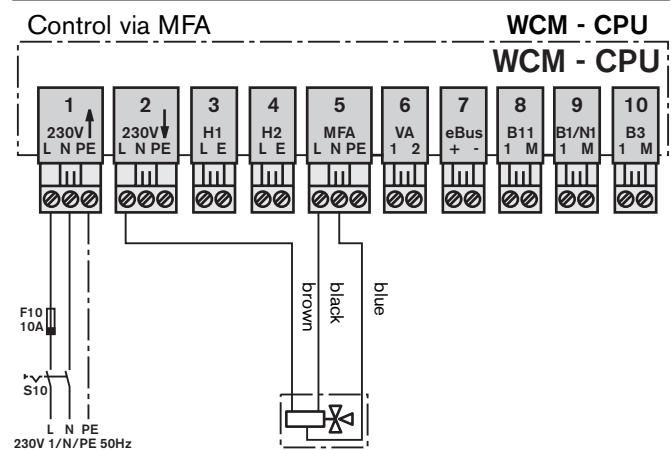 Control via MFA WCM - CPU
WCM - CPU
1 2 3 4 5 6 7 8 9 10
230V 230V H1 H2 MFA VA eBus B11 B1/N1 B3
L N PE L N PE L E L E L N PE 1 2 + - 1 M 1 M 1 M
brown
black
blue
F10
10A
S10
L N PE
230V 1/N/PE 50Hz